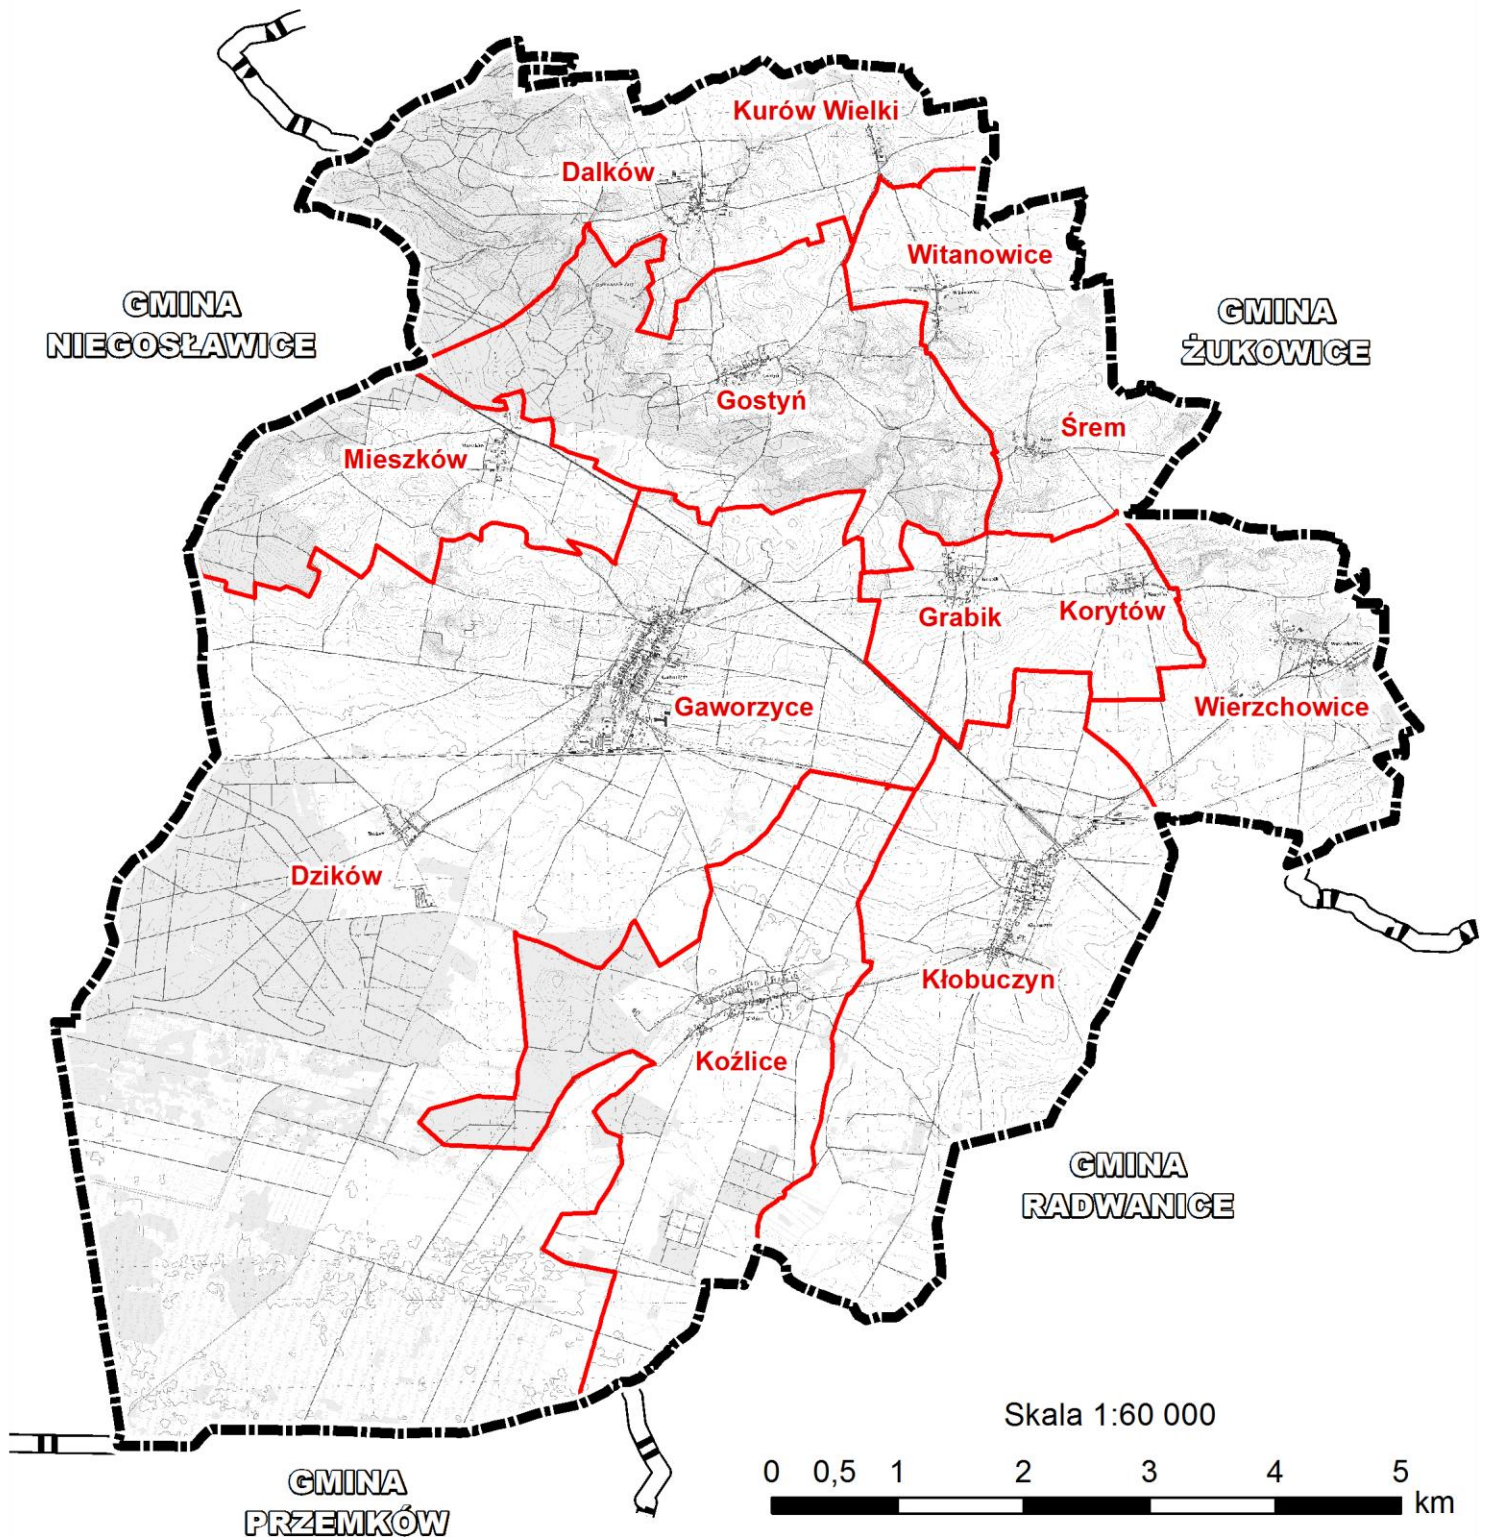 Kurów Wielki
Dalków
Witanowice
GMINA
NIEGOSŁAWICE
GMINA
ŻUKOWICE
Gostyń
Śrem
Mieszków
Grabik
Korytów
Gaworzyce
Wierzchowice
Dzików
Kłobuczyn
Koźlice
GMINA
RADWANICE
Skala 1:60 000
0 0,5 1 2 3 4 5
km
GMINA
PRZEMKÓW